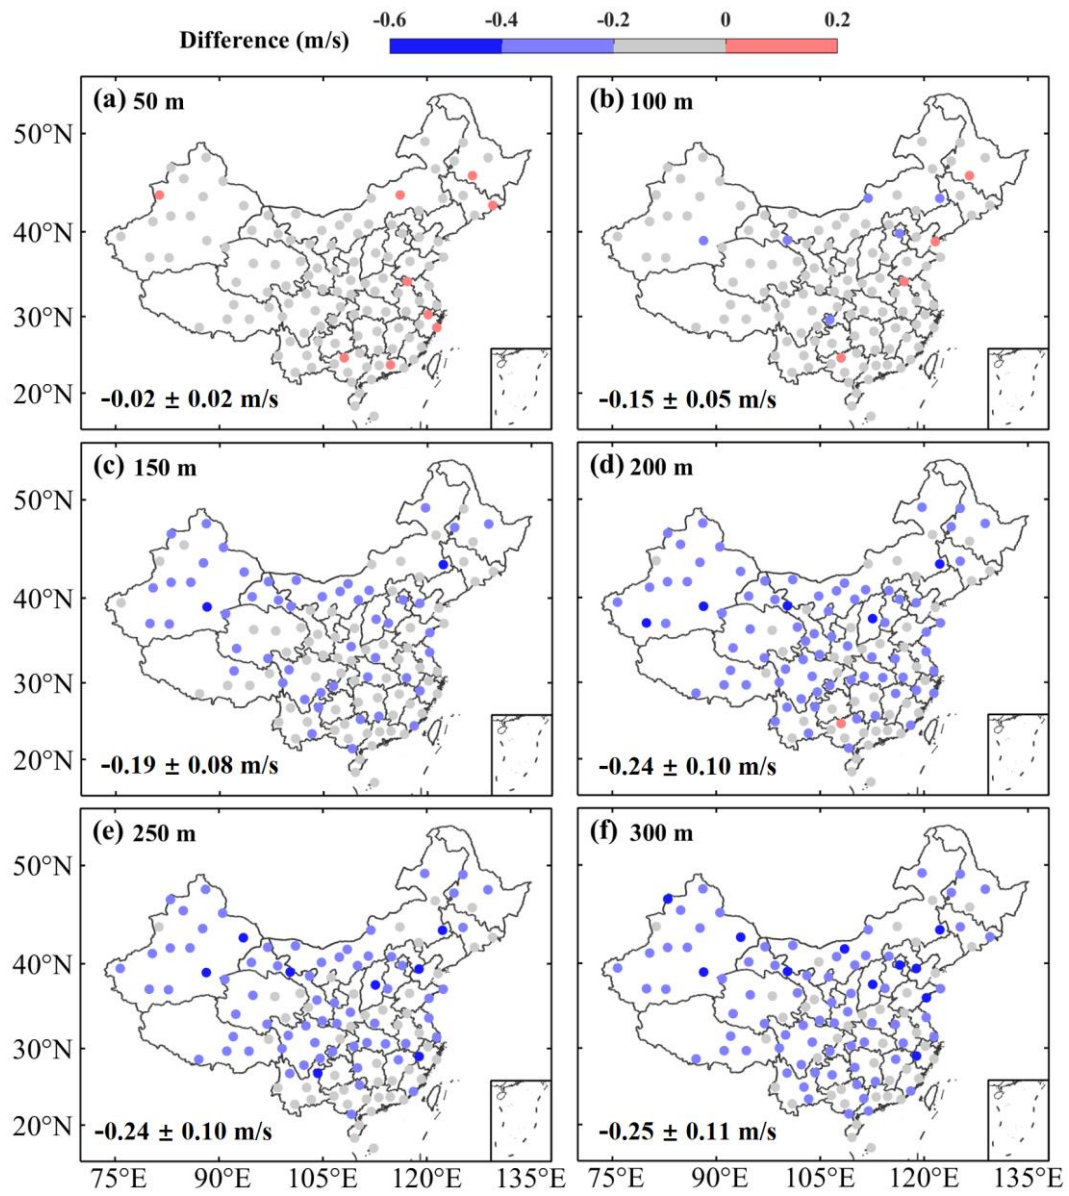 -0.6 -0.4 -0.2 0 0.2
Difference (m/s)
(a) 50 m
(b) 100 m
50°N
40°N
30°N
20°N
-0.02 ± 0.02 m/s
-0.15 ± 0.05 m/s
(c) 150 m
(d) 200 m
50°N
40°N
30°N
20°N
-0.19 ± 0.08 m/s
-0.24 ± 0.10 m/s
(e) 250 m
(f) 300 m
50°N
40°N
30°N
20°N
-0.24 ± 0.10 m/s
-0.25 ± 0.11 m/s
75°E 90°E 105°E 120°E 135°E 75°E 90°E 105°E 120°E 135°E